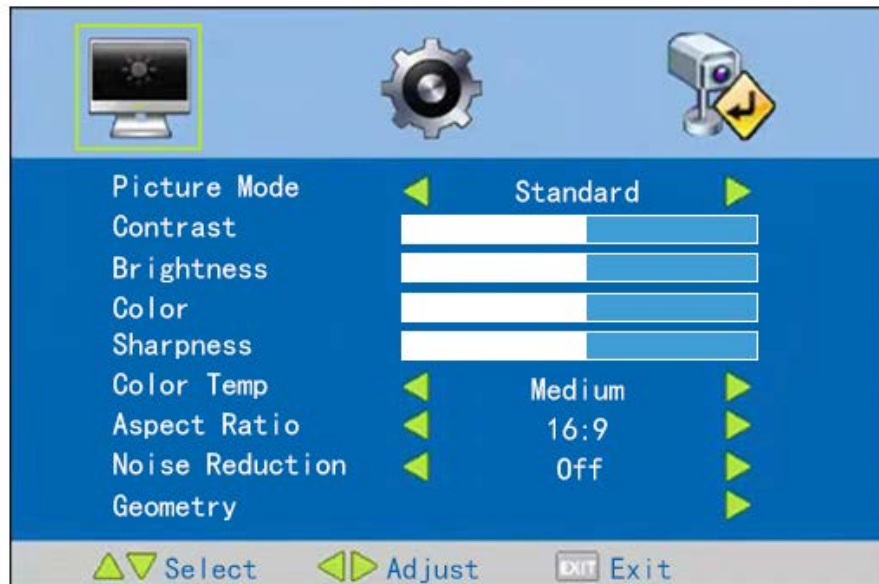 Picture Mode Standard
Contrast
Brightness
Color
Sharpness
Color Temp Medium
Aspect Ratio 16:9
Noise Reduction Off
Geometry
Select Adjust EXIT Exit